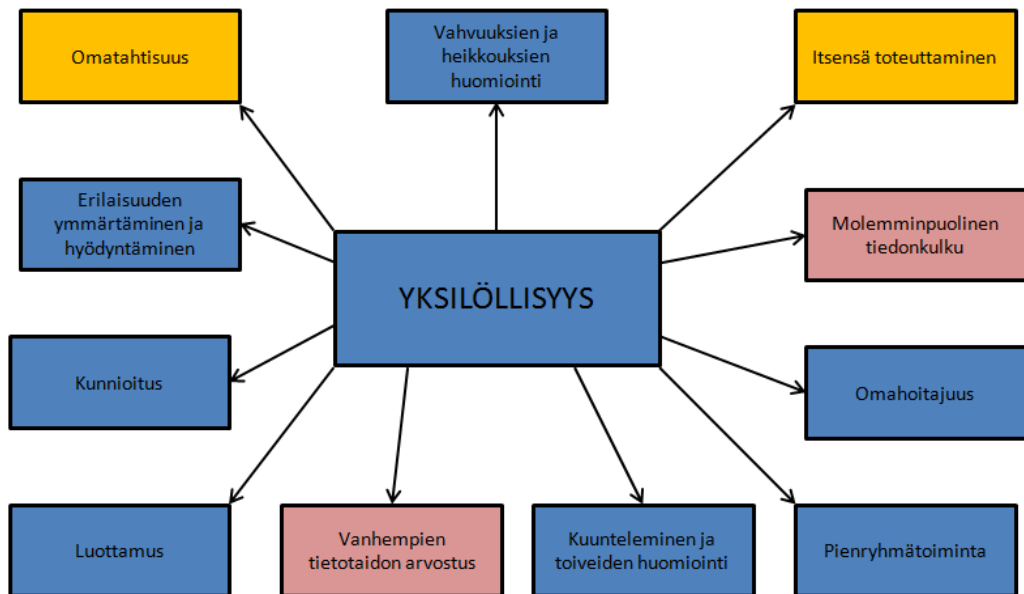 Omatahtisuus
Vahvuuksien ja
heikkouksien
huomiointi
Itsensä toteuttaminen
Erilaisuuden
ymmärtäminen ja
hyödyntäminen
Molemminpuolinen
tiedonkulku
YKSILÖLLISYYS
Kunnioitus
Omahoitajuus
Luottamus
Vanhempien
tietotaidon arvostus
Kuunteleminen ja
toiveiden huomiointi
Pienryhmätoiminta